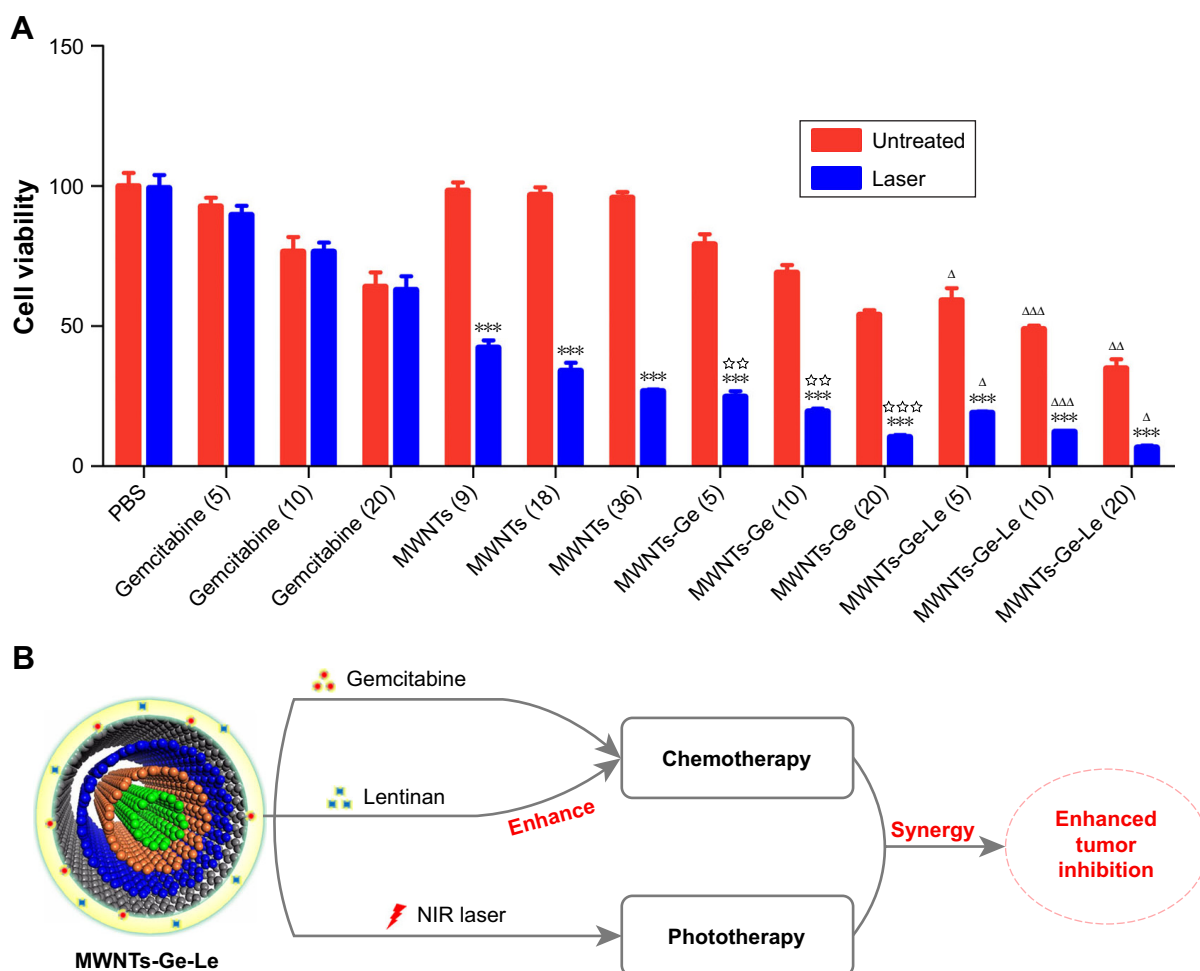 A
150
100
50
0
Cell viability
Untreated
Laser
***
***
***
☆☆
***
☆☆
***
☆☆☆
***
Δ
Δ
***
ΔΔΔ
ΔΔΔ
***
ΔΔ
Δ
***
PBS
Gemcitabine (5)
Gemcitabine (10)
Gemcitabine (20)
MWNTs (9)
MWNTs (18)
MWNTs (36)
MWNTs-Ge (5)
MWNTs-Ge (10)
MWNTs-Ge (20)
MWNTs-Ge-Le (5)
MWNTs-Ge-Le (10)
MWNTs-Ge-Le (20)
B
Gemcitabine
Lentinan
Enhance
NIR laser
MWNTs-Ge-Le
Chemotherapy
Phototherapy
Synergy
Enhanced
tumor
inhibition